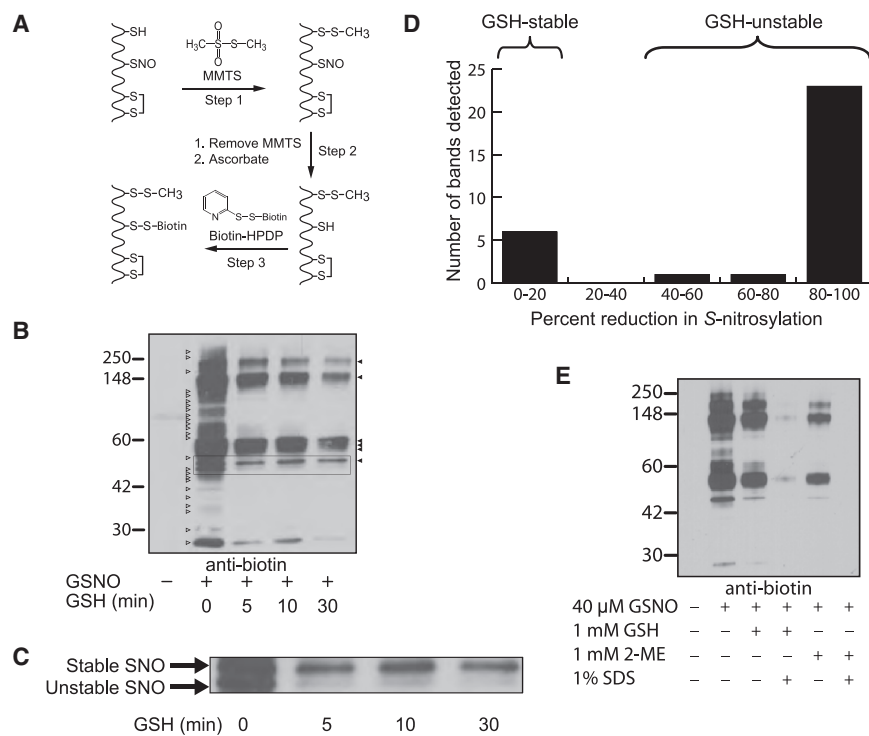 A
SH
SNO
S
S
O
H₃C-S-S-CH₃
O
MMTS
Step 1
S-S-CH3
SNO
S
S
1. Remove MMTS
2. Ascorbate
Step 2
S-S-CH3
S-S-Biotin
S
S
N
S-S-Biotin
Biotin-HPDP
Step 3
S-S-CH3
SH
S
S
B
250
148
60
42
30
anti-biotin
GSNO – + + + +
GSH (min) 0 5 10 30
C
Stable SNO
Unstable SNO
GSH (min) 0 5 10 30
D
GSH-stable
GSH-unstable
Number of bands detected
25
20
15
10
5
0
0-20 20-40 40-60 60-80 80-100
Percent reduction in S-nitrosylation
E
250
148
60
42
30
anti-biotin
40 µM GSNO – + + + + +
1 mM GSH – – + + – –
1 mM 2-ME – – – – + +
1% SDS – – – + – +